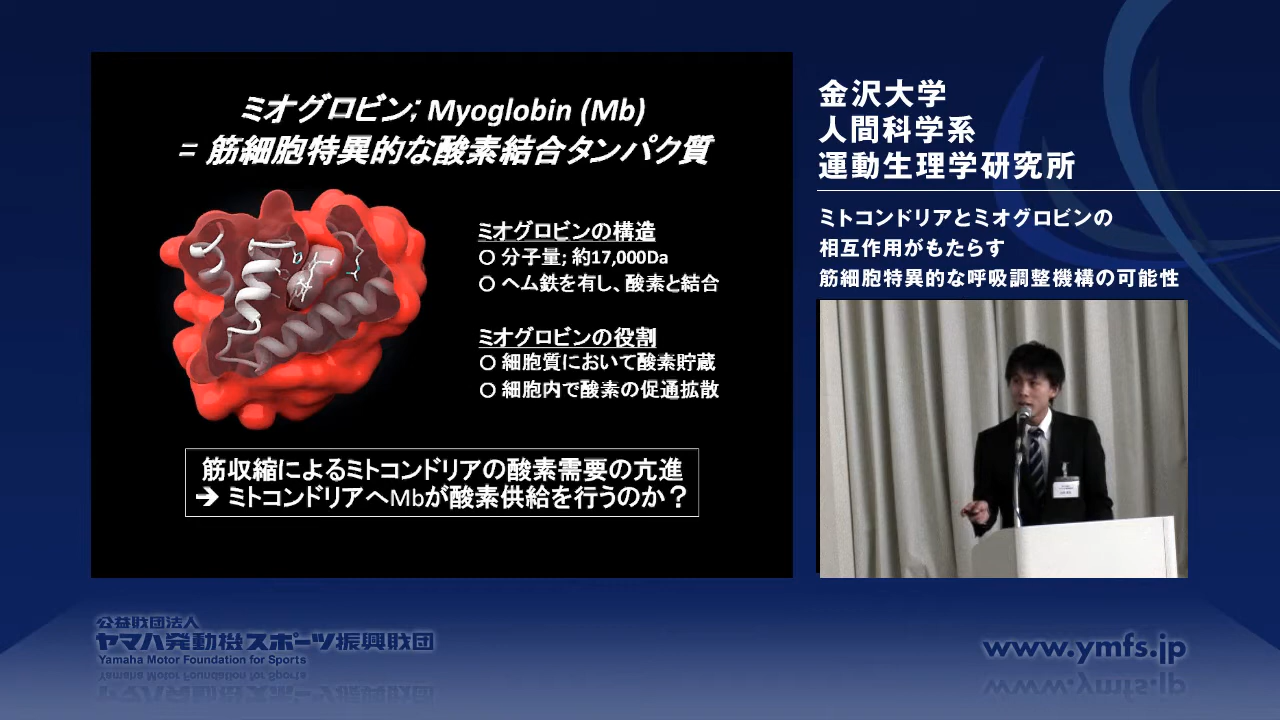 ミオグロビン; Myoglobin (Mb)
= 筋細胞特異的な酸素結合タンパク質
ミオグロビンの構造
○ 分子量; 約17,000Da
○ ヘム鉄を有し、酸素と結合
ミオグロビンの役割
○ 細胞質において酸素貯蔵
○ 細胞内で酸素の促通拡散
筋収縮によるミトコンドリアの酸素需要の亢進
➔ ミトコンドリアへMbが酸素供給を行うのか？
金沢大学
人間科学系
運動生理学研究所
ミトコンドリアとミオグロビンの
相互作用がもたらす
筋細胞特異的な呼吸調整機構の可能性
公益財団法人
ヤマハ発動機スポーツ振興財団
Yamaha Motor Foundation for Sports
www.ymfs.jp